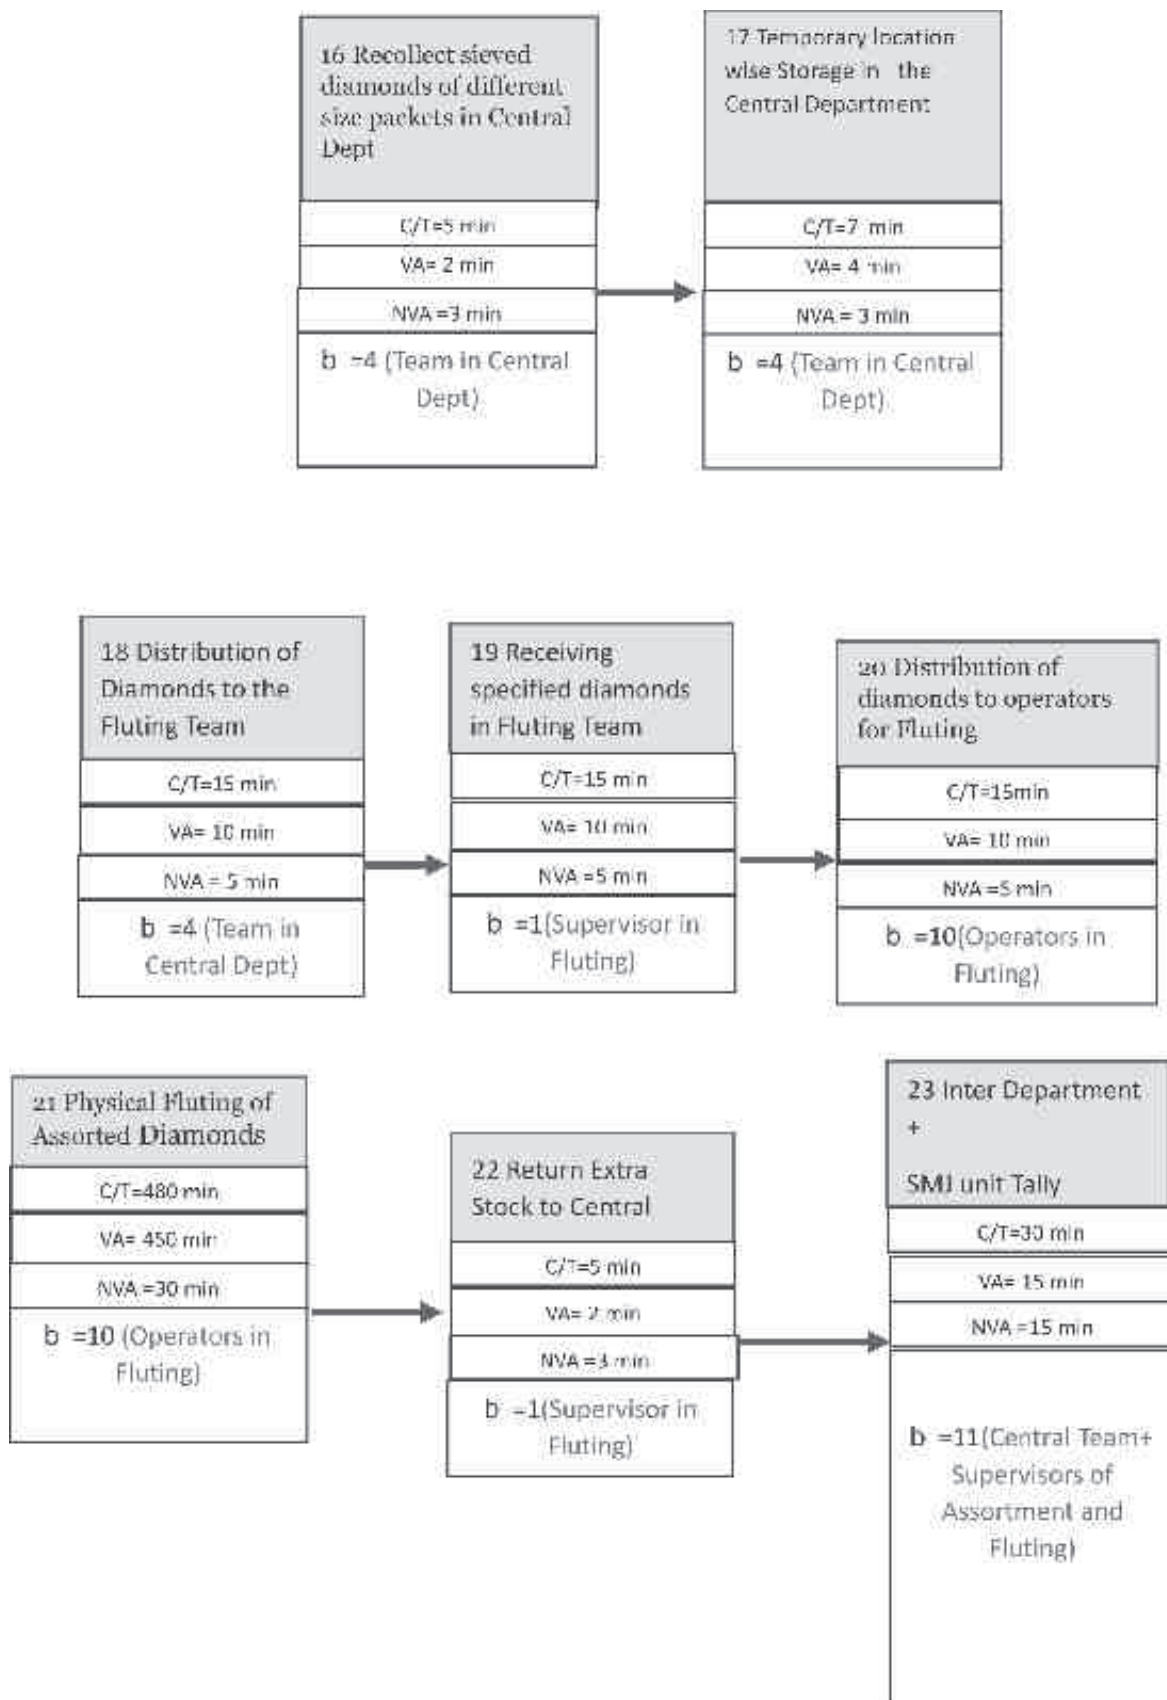 16 Recollect sieved
diamonds of different
size packets in Central
Dept
C/T=5 min
VA= 2 min
NVA =3 min
b =4 (Team in Central
Dept)
17 Temporary location
wise Storage in the
Central Department
C/T=7 min
VA= 4 min
NVA = 3 min
b =4 (Team in Central
Dept)
18 Distribution of
Diamonds to the
Fluting Team
C/T=15 min
VA= 10 min
NVA = 5 min
b =4 (Team in
Central Dept)
19 Receiving
specified diamonds
in Fluting Team
C/T=15 min
VA= 10 min
NVA =5 min
b =1(Supervisor in
Fluting)
20 Distribution of
diamonds to operators
for Fluting
C/T=15min
VA= 10 min
NVA =5 min
b =10(Operators in
Fluting)
21 Physical Fluting of
Assorted Diamonds
C/T=480 min
VA= 450 min
NVA =30 min
b =10 (Operators in
Fluting)
22 Return Extra
Stock to Central
C/T=5 min
VA= 2 min
NVA =3 min
b =1(Supervisor in
Fluting)
23 Inter Department
+
SMJ unit Tally
C/T=30 min
VA= 15 min
NVA =15 min
b =11(Central Team+
Supervisors of
Assortment and
Fluting)